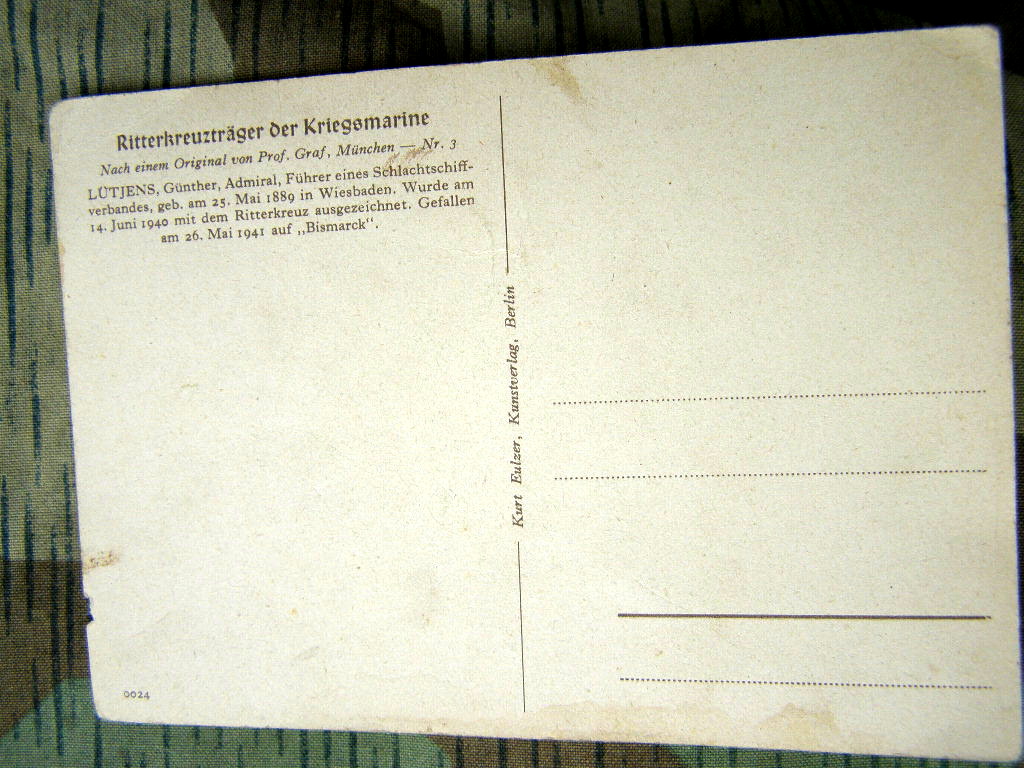 Ritterkreuzträger der Kriegsmarine
Nach einem Original von Prof. Graf, München — Nr. 3
LÜTJENS, Günther, Admiral, Führer eines Schlachtschiff-
verbandes, geb. am 25. Mai 1889 in Wiesbaden. Wurde am
14. Juni 1940 mit dem Ritterkreuz ausgezeichnet. Gefallen
am 26. Mai 1941 auf „Bismarck“.
Kurt Eulzer, Kunstverlag, Berlin
0024